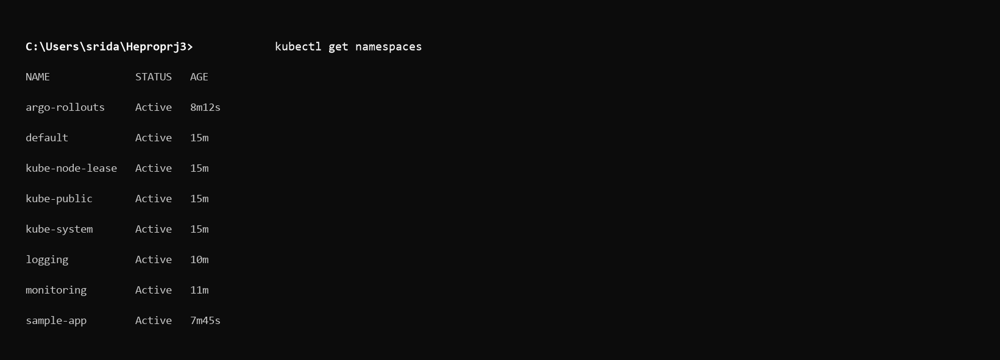 C:\Users\srida\Heproprj3> kubectl get namespaces
NAME STATUS AGE
argo-rollouts Active 8m12s
default Active 15m
kube-node-lease Active 15m
kube-public Active 15m
kube-system Active 15m
logging Active 10m
monitoring Active 11m
sample-app Active 7m45s